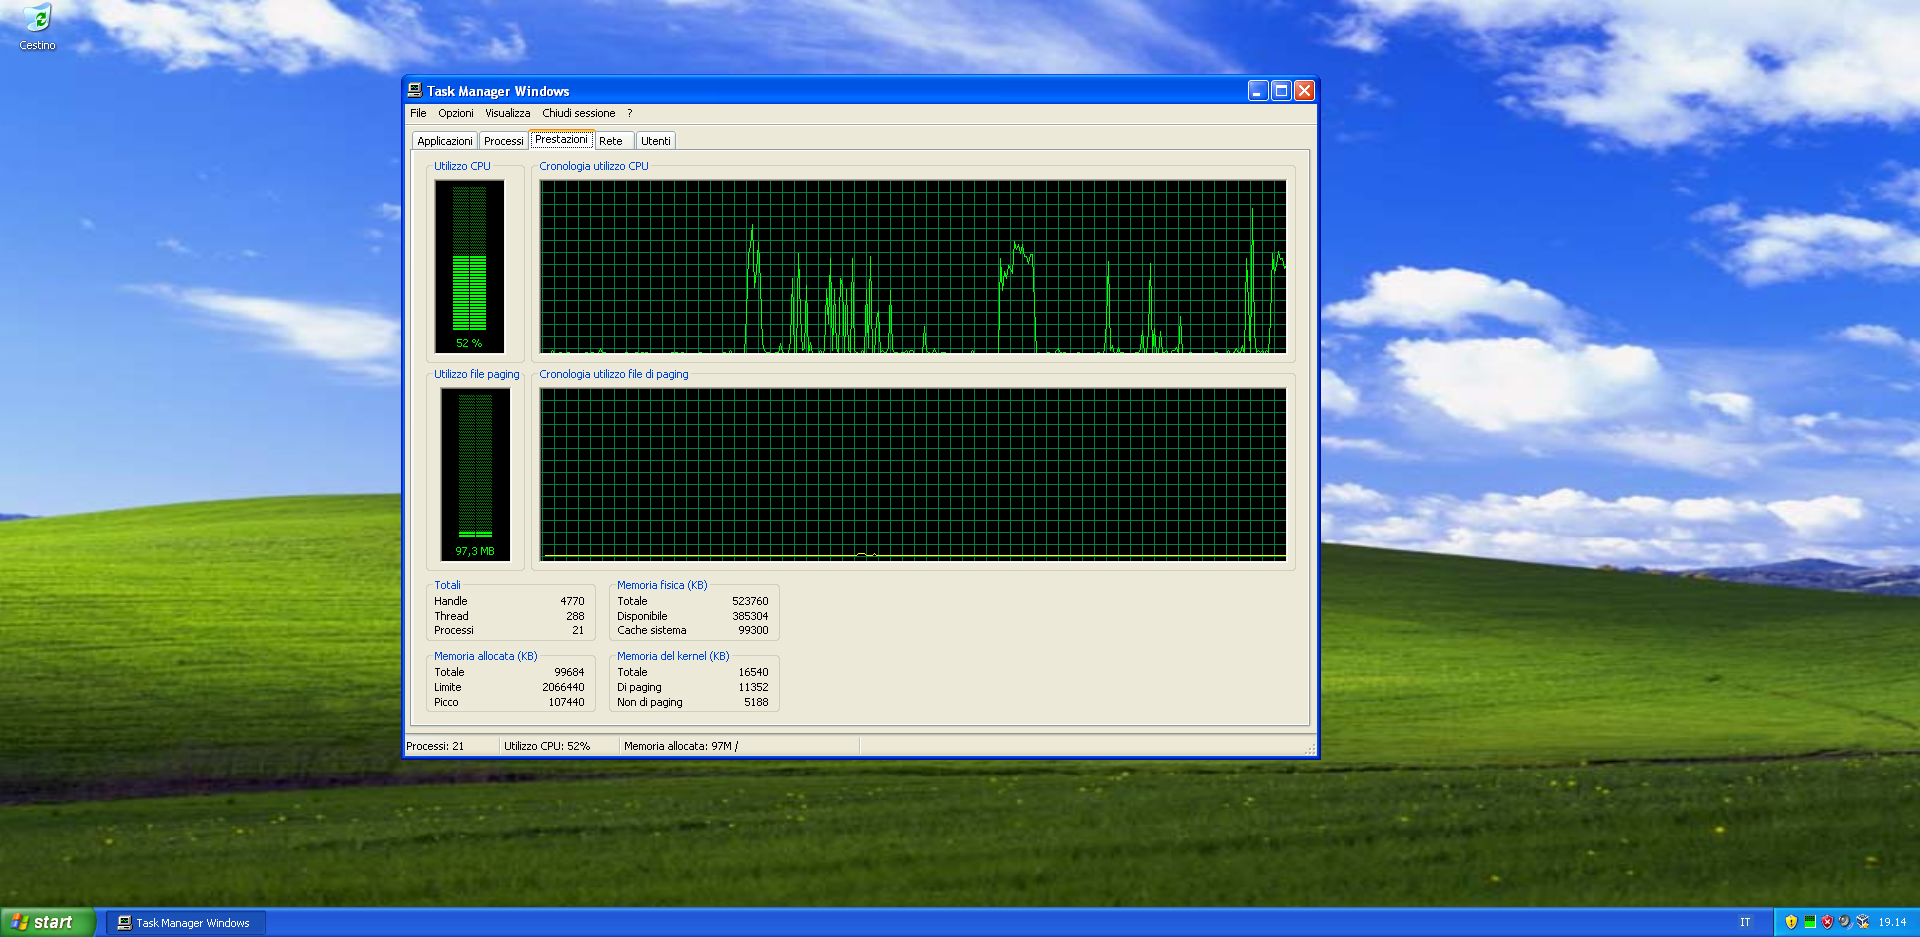 Cestino
Task Manager Windows
File Opzioni Visualizza Chiudi sessione ?
Applicazioni Processi Prestazioni Rete Utenti
Utilizzo CPU
Cronologia utilizzo CPU
52 %
Utilizzo file paging
Cronologia utilizzo file di paging
97,3 MB
Totali
Handle 4770
Thread 288
Processi 21
Memoria fisica (KB)
Totale 523760
Disponibile 385304
Cache sistema 99300
Memoria allocata (KB)
Totale 99684
Limite 2066440
Picco 107440
Memoria del kernel (KB)
Totale 16540
Di paging 11352
Non di paging 5188
Processi: 21 Utilizzo CPU: 52% Memoria allocata: 97M /
start Task Manager Windows IT 19.14